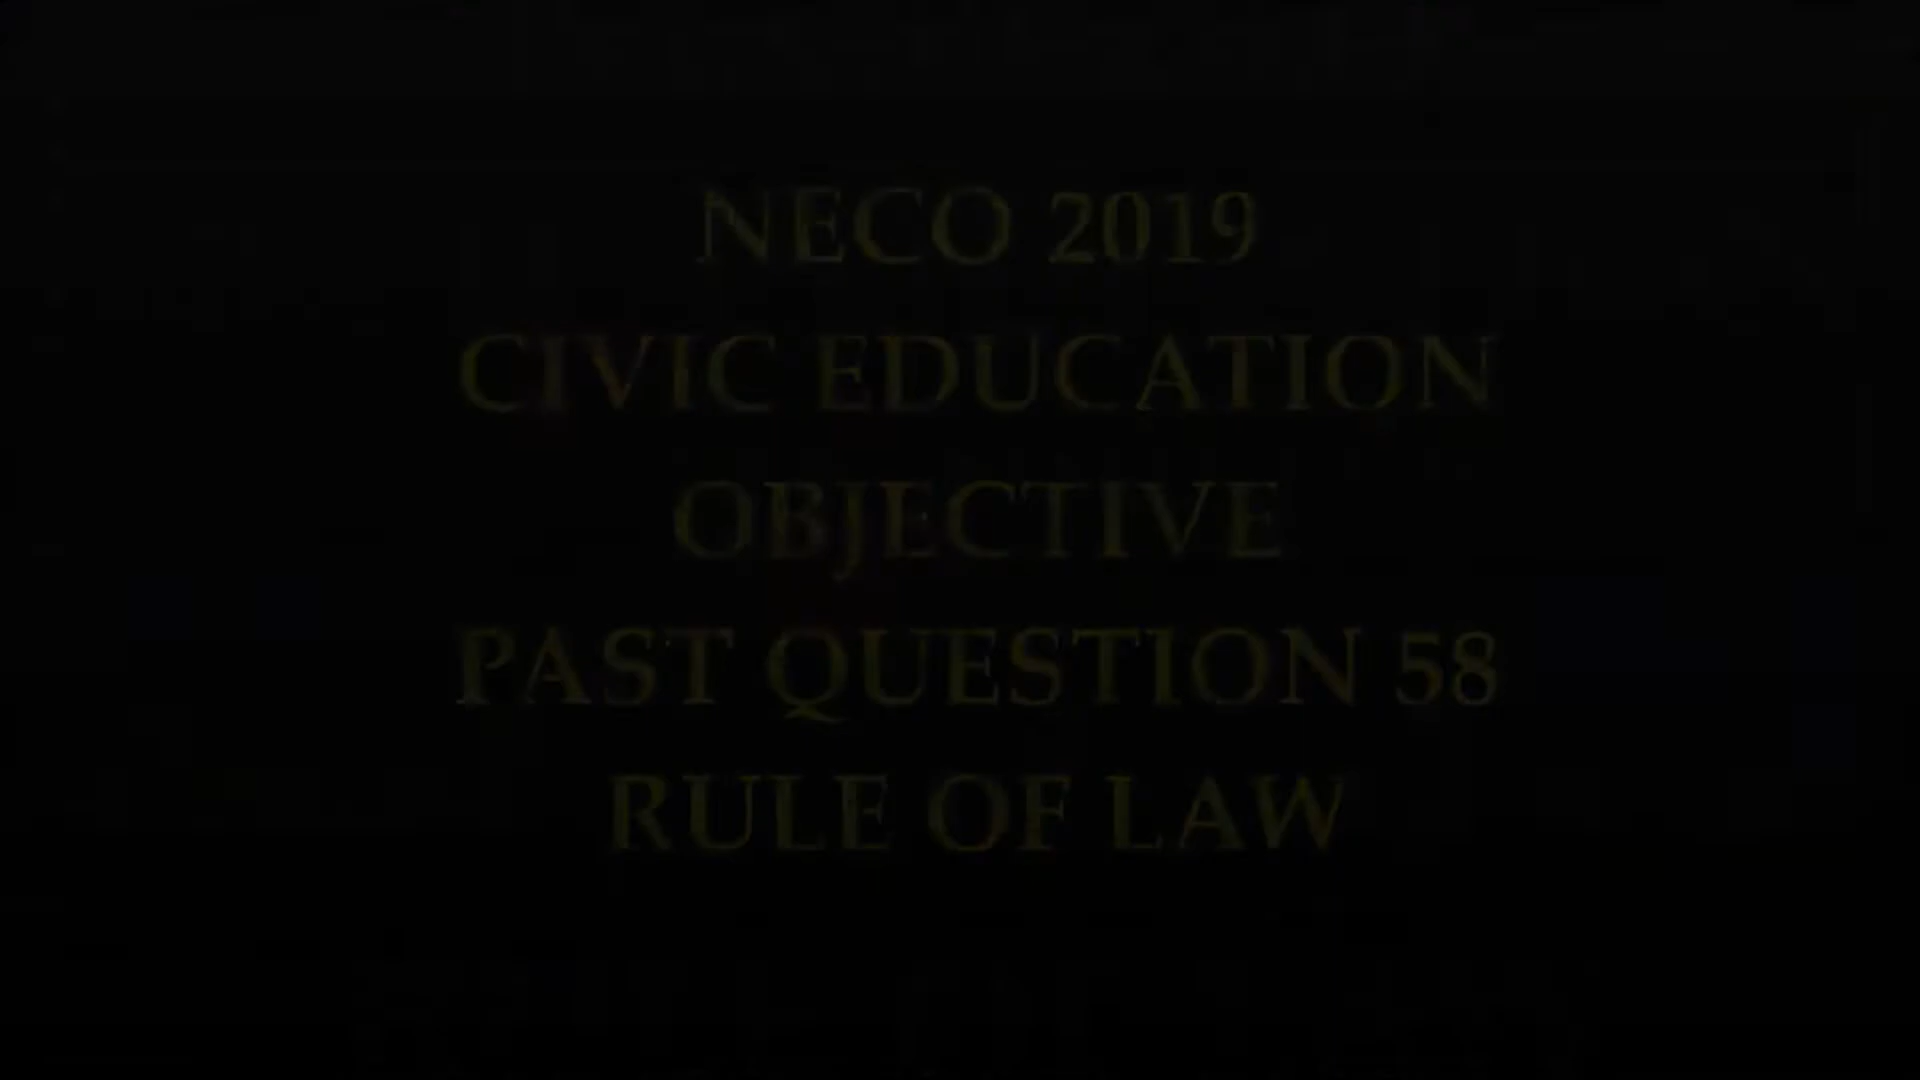 NECO 2019
CIVIC EDUCATION
OBJECTIVE
PAST QUESTION 58
RULE OF LAW